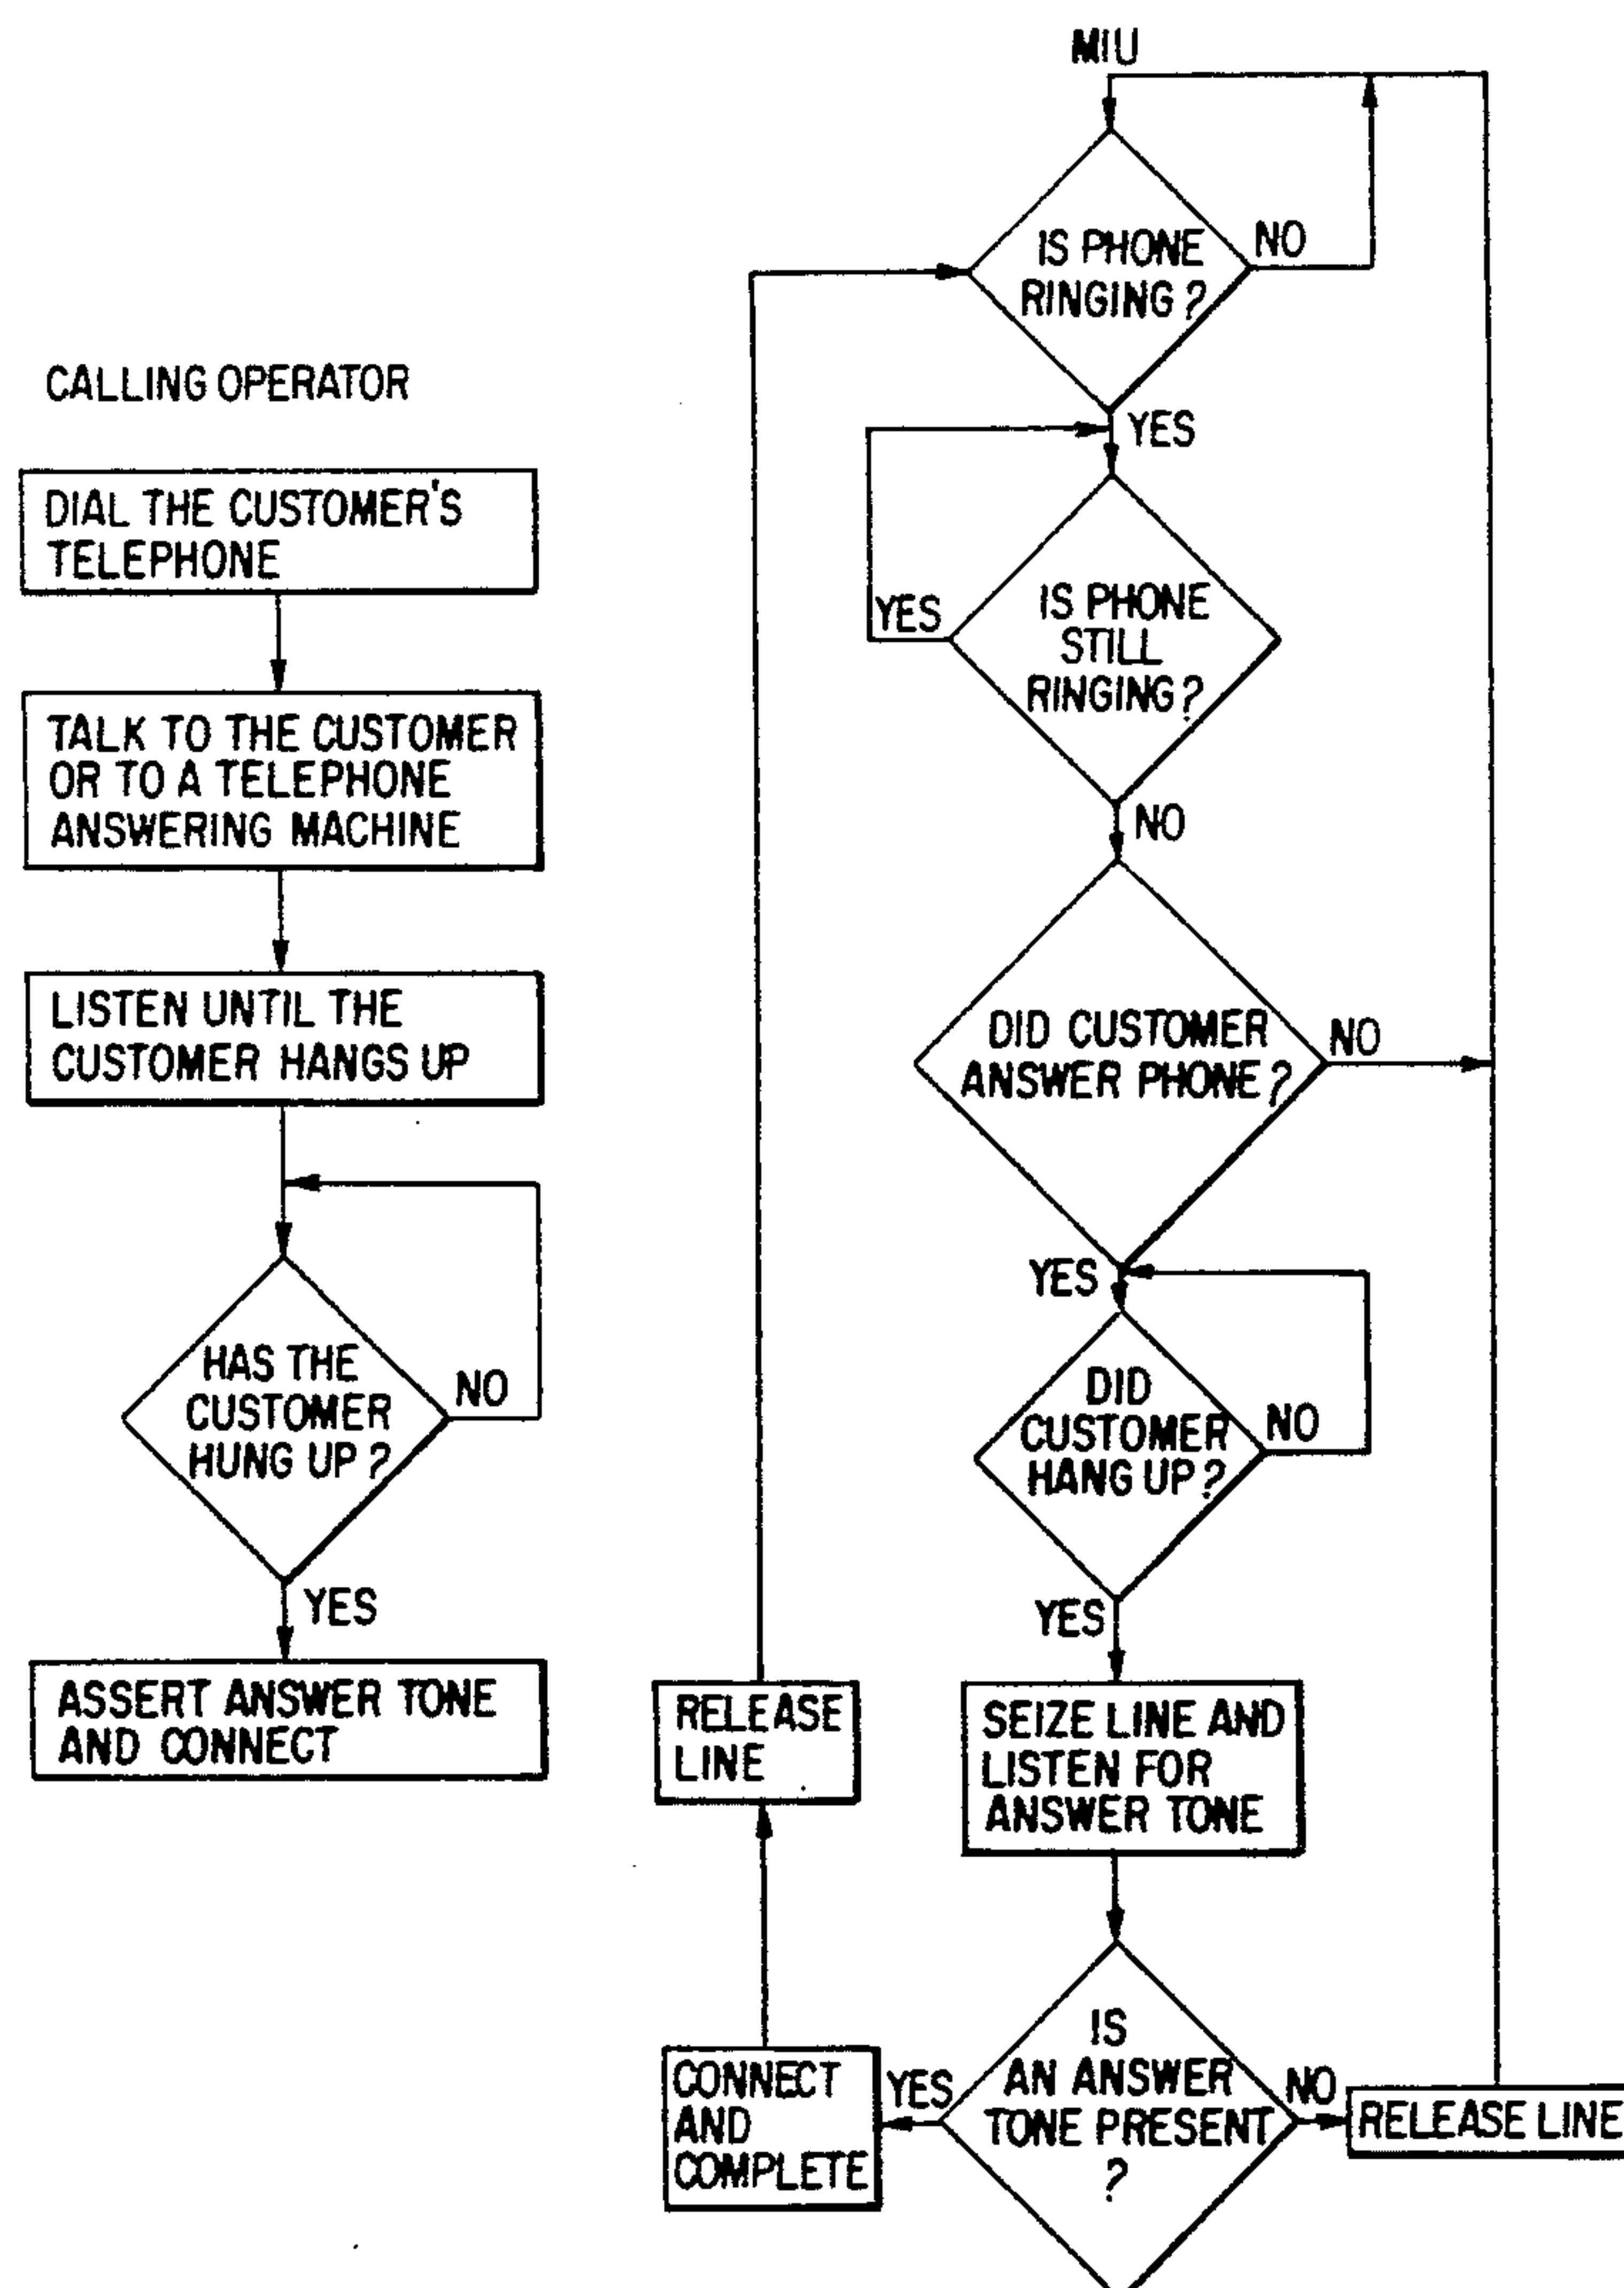 CALLING OPERATOR
DIAL THE CUSTOMER'S
TELEPHONE
TALK TO THE CUSTOMER
OR TO A TELEPHONE
ANSWERING MACHINE
LISTEN UNTIL THE
CUSTOMER HANGS UP
HAS THE
CUSTOMER
HUNG UP?
NO
YES
ASSERT ANSWER TONE
AND CONNECT
MIU
IS PHONE
RINGING?
NO
YES
IS PHONE
STILL
RINGING?
YES
NO
DID CUSTOMER
ANSWER PHONE?
NO
YES
DID
CUSTOMER
HANG UP?
NO
YES
SEIZE LINE AND
LISTEN FOR
ANSWER TONE
IS
AN ANSWER
TONE PRESENT
?
YES
NO
CONNECT
AND
COMPLETE
RELEASE
LINE
RELEASE LINE